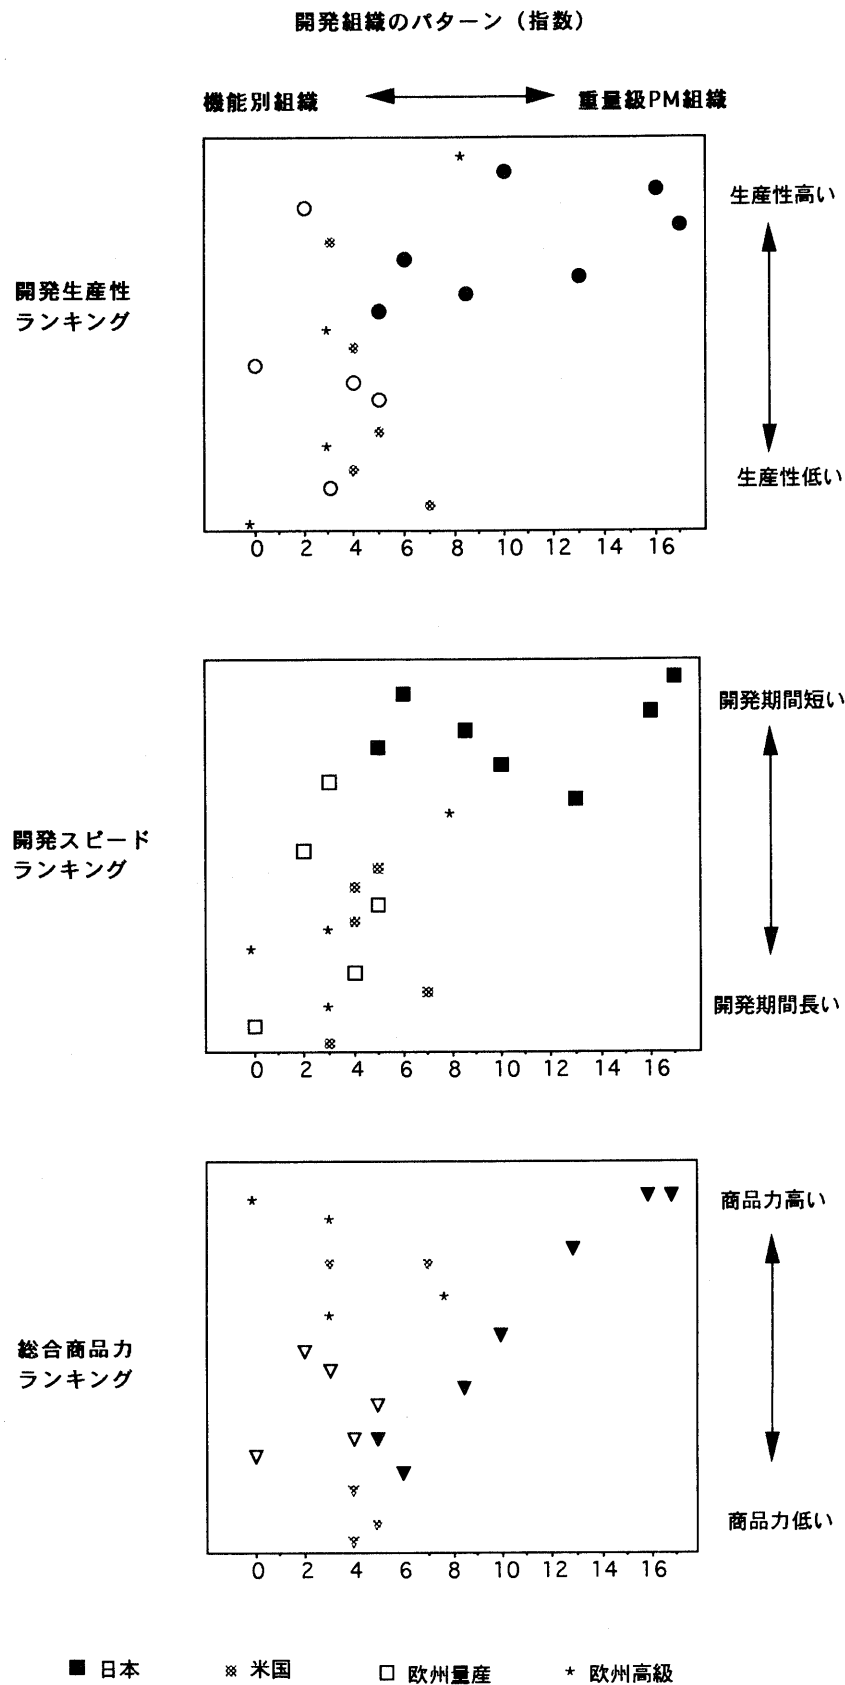 開発組織のパターン（指数）
機能別組織
重量級PM組織
生産性高い
開発生産性
ランキング
生産性低い
0 2 4 6 8 10 12 14 16
開発期間短い
開発スピード
ランキング
開発期間長い
0 2 4 6 8 10 12 14 16
商品力高い
総合商品力
ランキング
商品力低い
0 2 4 6 8 10 12 14 16
日本 米国 欧州量産 欧州高級